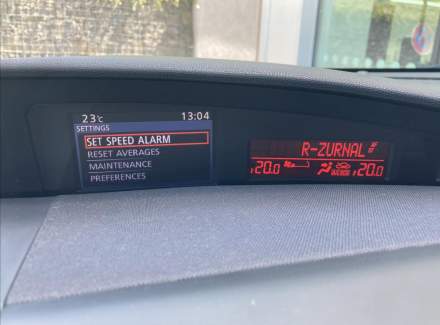 23°C 13:04
SETTINGS
SET SPEED ALARM
RESET AVERAGES
MAINTENANCE
PREFERENCES
R-ZURNAL
20.0 20.0